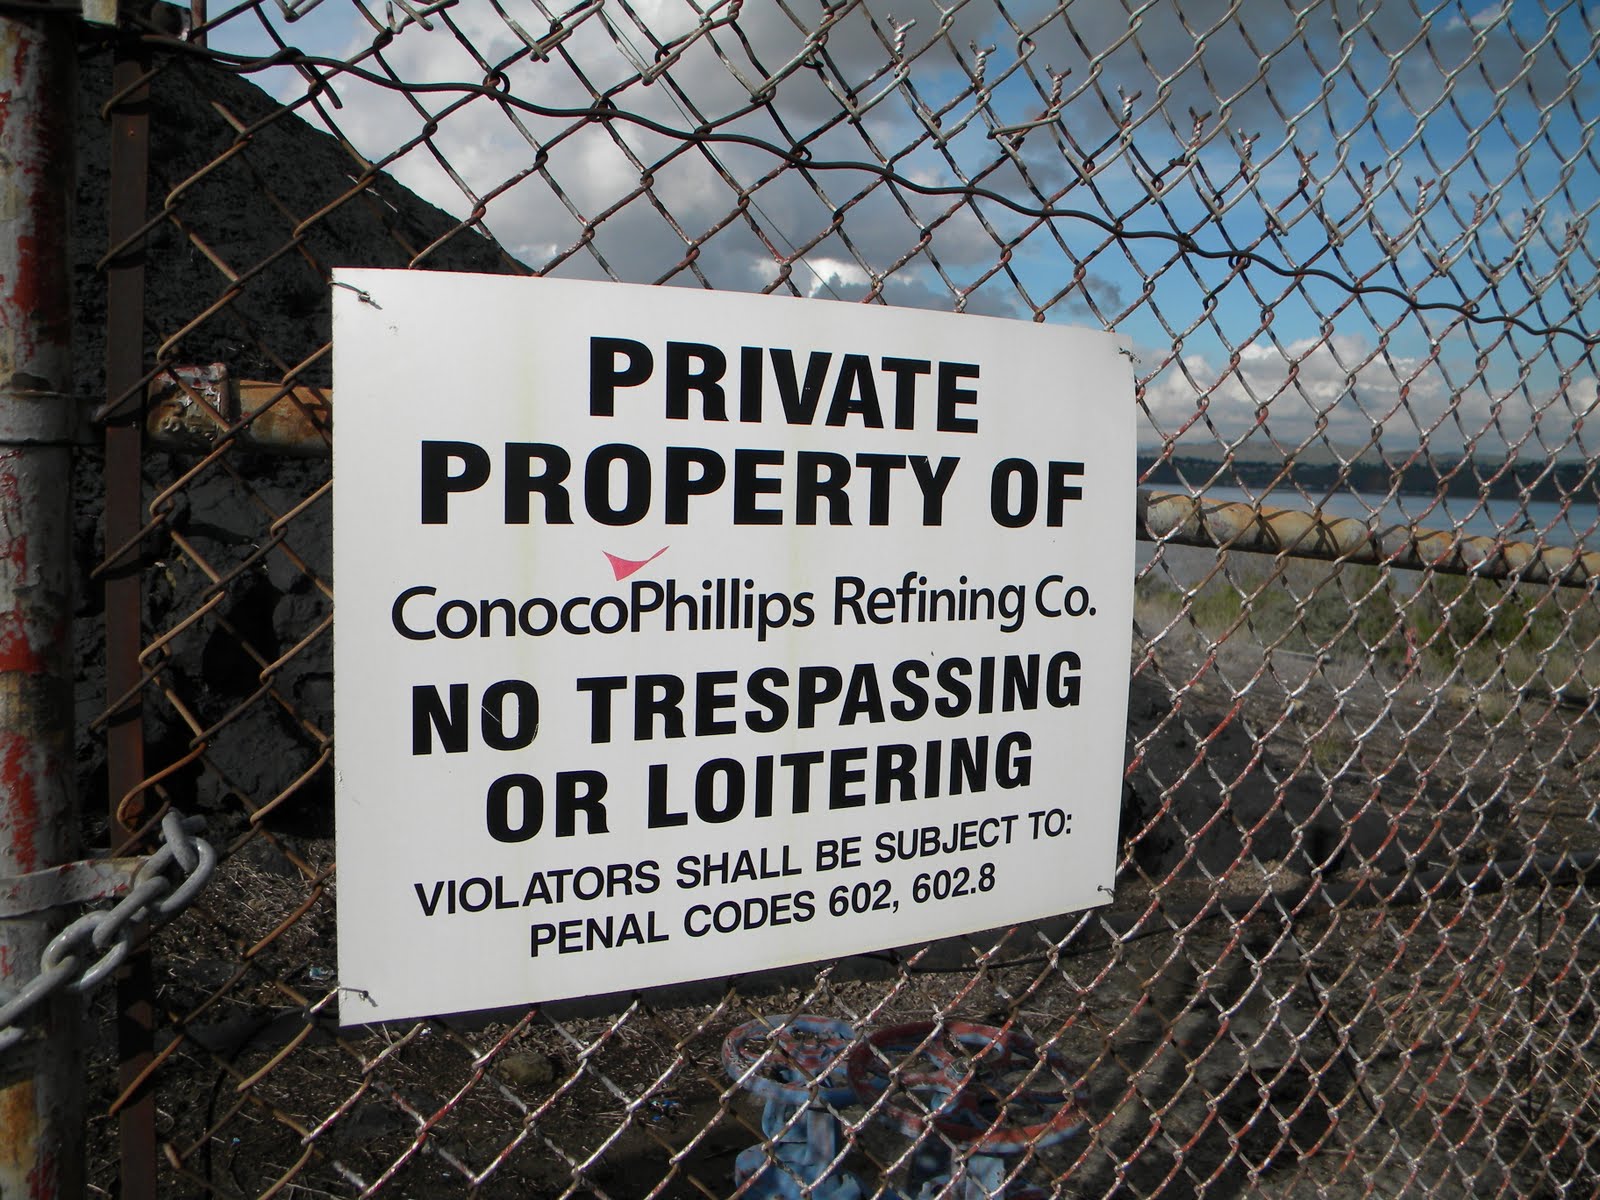 PRIVATE
PROPERTY OF
ConocoPhillips Refining Co.
NO TRESPASSING
OR LOITERING
VIOLATORS SHALL BE SUBJECT TO:
PENAL CODES 602, 602.8